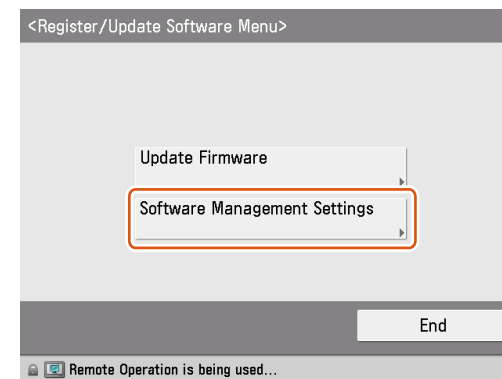 <Register/Update Software Menu>
Update Firmware
Software Management Settings
End
Remote Operation is being used...